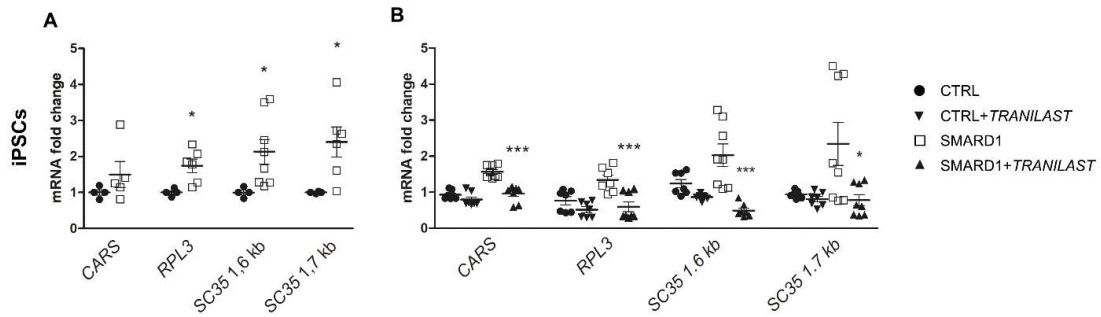 A
B
iPSCs
mRNA fold change
5
4
3
2
1
0
*
*
*
CARS
RPL3
SC35 1,6 kb
SC35 1,7 kb
mRNA fold change
5
4
3
2
1
0
***
***
***
*
CARS
RPL3
SC35 1.6 kb
SC35 1.7 kb
CTRL
CTRL+TRANILAST
SMARD1
SMARD1+TRANILAST